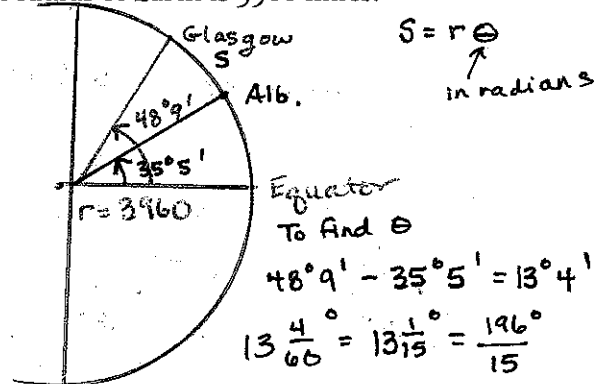 Glasgow
S
Alb.
48°9'
35°5'
r = 3960
Equator
S = r θ
in radians
To find θ
48°9' - 35°5' = 13°4'
13 4/60° = 13 1/15° = 196°/15